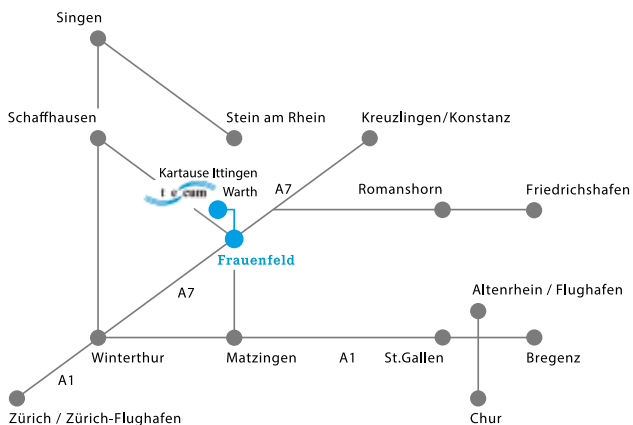 Singen
Schaffhausen
Stein am Rhein
Kreuzlingen/Konstanz
Kartause Ittingen
t e cum
Warth
A7
Romanshorn
Friedrichshafen
Frauenfeld
A7
Altenrhein / Flughafen
Winterthur
Matzingen
A1
St.Gallen
Bregenz
A1
Zürich / Zürich-Flughafen
Chur